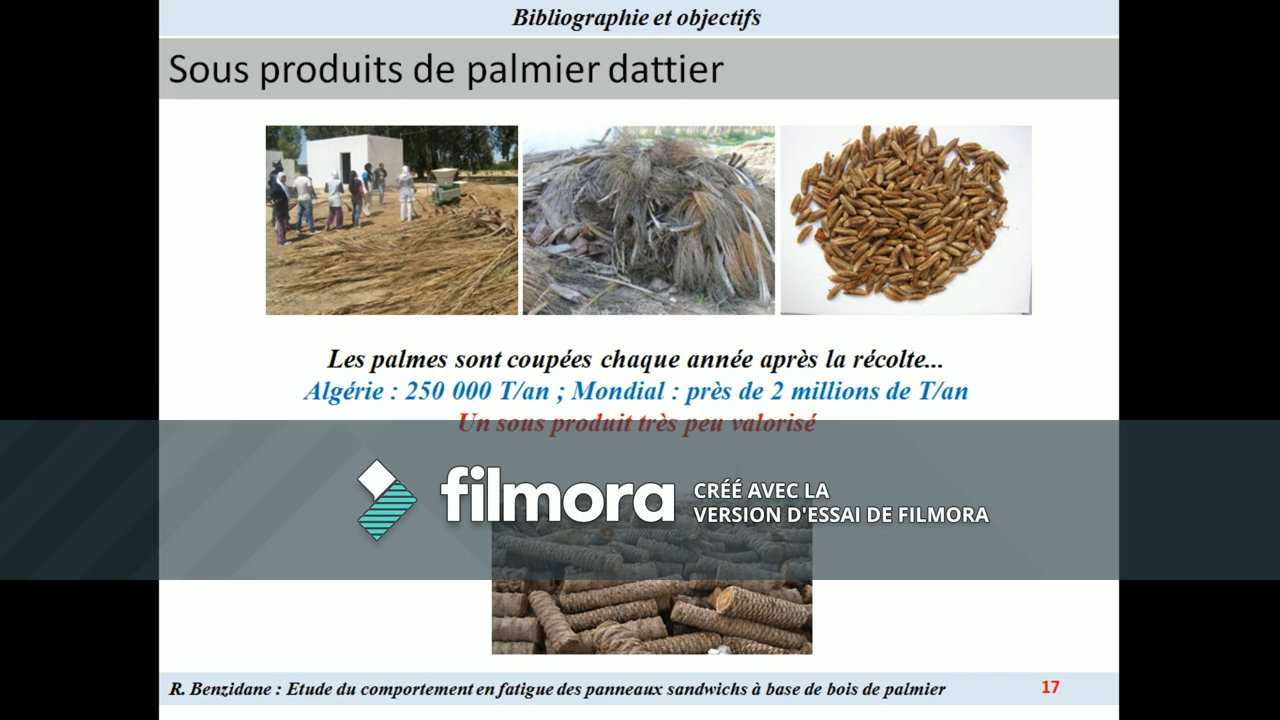 Bibliographie et objectifs
Sous produits de palmier dattier
Les palmes sont coupées chaque année après la récolte...
Algérie : 250 000 T/an ; Mondial : près de 2 millions de T/an
Un sous produit très peu valorisé
filmora
CRÉÉ AVEC LA
VERSION D'ESSAI DE FILMORA
R. Benzidane : Etude du comportement en fatigue des panneaux sandwichs à base de bois de palmier
17